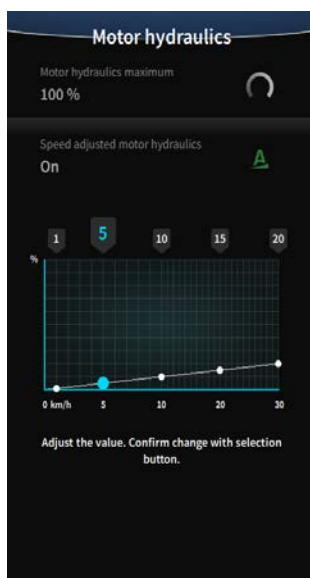 Motor hydraulics
Motor hydraulics maximum
100 %
Speed adjusted motor hydraulics
On
A
1 5 10 15 20
%
0 km/h 5 10 20 30
Adjust the value. Confirm change with selection
button.